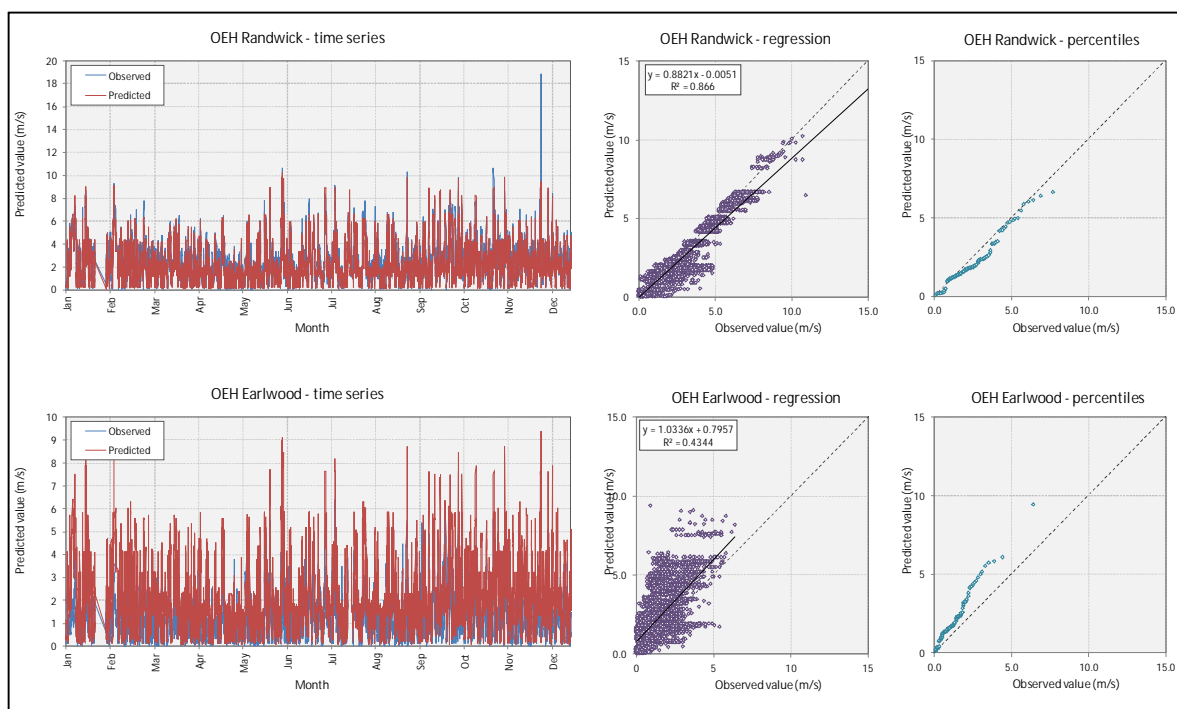 OEH Randwick - time series
20
18
16
14
12
10
8
6
4
2
0
Predicted value (m/s)
Observed
Predicted
Jan
Feb
Mar
Apr
May
Jun
Jul
Aug
Sep
Oct
Nov
Dec
Month
OEH Randwick - regression
15
10
5
0
Predicted value (m/s)
y = 0.8821x - 0.0051
R² = 0.866
0.0
5.0
10.0
15.0
Observed value (m/s)
OEH Randwick - percentiles
15
10
5
0
Predicted value (m/s)
0.0
5.0
10.0
15.0
Observed value (m/s)
OEH Earlwood - time series
10
9
8
7
6
5
4
3
2
1
0
Predicted value (m/s)
Observed
Predicted
Jan
Feb
Mar
Apr
May
Jun
Jul
Aug
Sep
Oct
Nov
Dec
Month
OEH Earlwood - regression
15.0
10.0
5.0
0.0
Predicted value (m/s)
y = 1.0336x + 0.7957
R² = 0.4344
0
5
10
15
Observed value (m/s)
OEH Earlwood - percentiles
15
10
5
0
Predicted value (m/s)
0.0
5.0
10.0
15.0
Observed value (m/s)